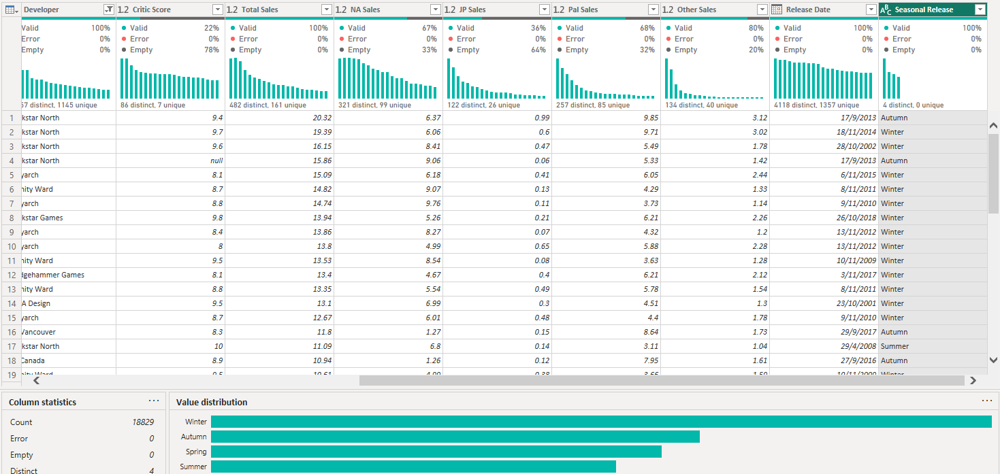 Developer 1.2 Critic Score 1.2 Total Sales 1.2 NA Sales 1.2 JP Sales 1.2 Pal Sales 1.2 Other Sales Release Date ABC Seasonal Release
Valid 100% Valid 22% Valid 100% Valid 67% Valid 36% Valid 68% Valid 80% Valid 100% Valid 100%
Error 0% Error 0% Error 0% Error 0% Error 0% Error 0% Error 0% Error 0% Error 0%
Empty 0% Empty 78% Empty 0% Empty 33% Empty 64% Empty 32% Empty 20% Empty 0% Empty 0%
57 distinct, 1145 unique 86 distinct, 7 unique 482 distinct, 161 unique 321 distinct, 99 unique 122 distinct, 26 unique 257 distinct, 85 unique 134 distinct, 40 unique 4118 distinct, 1357 unique 4 distinct, 0 unique
1 kstar North 9.4 20.32 6.37 0.99 9.85 3.12 17/9/2013 Autumn
2 kstar North 9.7 19.39 6.06 0.6 9.71 3.02 18/11/2014 Winter
3 kstar North 9.6 16.15 8.41 0.47 5.49 1.78 28/10/2002 Winter
4 kstar North null 15.86 9.06 0.06 5.33 1.42 17/9/2013 Autumn
5 yarch 8.1 15.09 6.18 0.41 6.05 2.44 6/11/2015 Winter
6 nity Ward 8.7 14.82 9.07 0.13 4.29 1.33 8/11/2011 Winter
7 yarch 8.8 14.74 9.76 0.11 3.73 1.14 9/11/2010 Winter
8 kstar Games 9.8 13.94 5.26 0.21 6.21 2.26 26/10/2018 Winter
9 yarch 8.4 13.86 8.27 0.07 4.32 1.2 13/11/2012 Winter
10 yarch 8 13.8 4.99 0.65 5.88 2.28 13/11/2012 Winter
11 nity Ward 9.5 13.53 8.54 0.08 3.63 1.28 10/11/2009 Winter
12 dgehammer Games 8.1 13.4 4.67 0.4 6.21 2.12 3/11/2017 Winter
13 nity Ward 8.8 13.35 5.54 0.49 5.78 1.54 8/11/2011 Winter
14 A Design 9.5 13.1 6.99 0.3 4.51 1.3 23/10/2001 Winter
15 yarch 8.7 12.67 6.01 0.48 4.4 1.78 9/11/2010 Winter
16 Vancouver 8.3 11.8 1.27 0.15 8.64 1.73 29/9/2017 Autumn
17 kstar North 10 11.09 6.8 0.14 3.11 1.04 29/4/2008 Summer
18 Canada 8.9 10.94 1.26 0.12 7.95 1.61 27/9/2016 Autumn
19 nity Ward 9.5 10.61 4.99 0.38 3.66 1.59 10/11/2009 Winter
Column statistics
Count 18829
Error 0
Empty 0
Distinct 4
Value distribution
Winter
Autumn
Spring
Summer